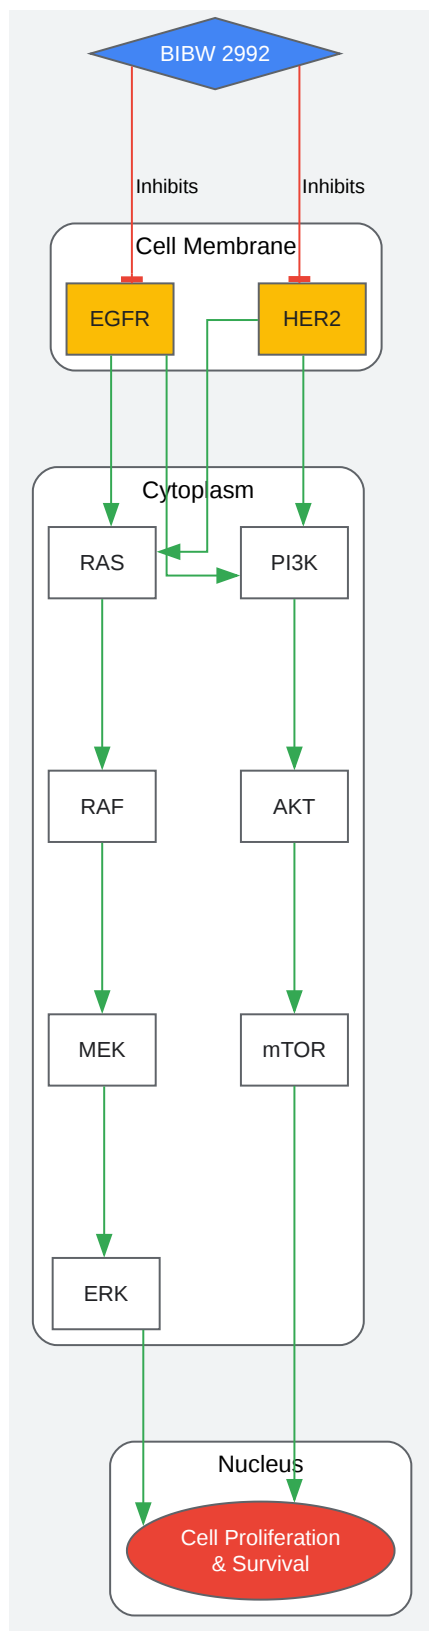 BIBW 2992
Inhibits
Inhibits
Cell Membrane
EGFR
HER2
Cytoplasm
RAS
PI3K
RAF
AKT
MEK
mTOR
ERK
Nucleus
Cell Proliferation
& Survival